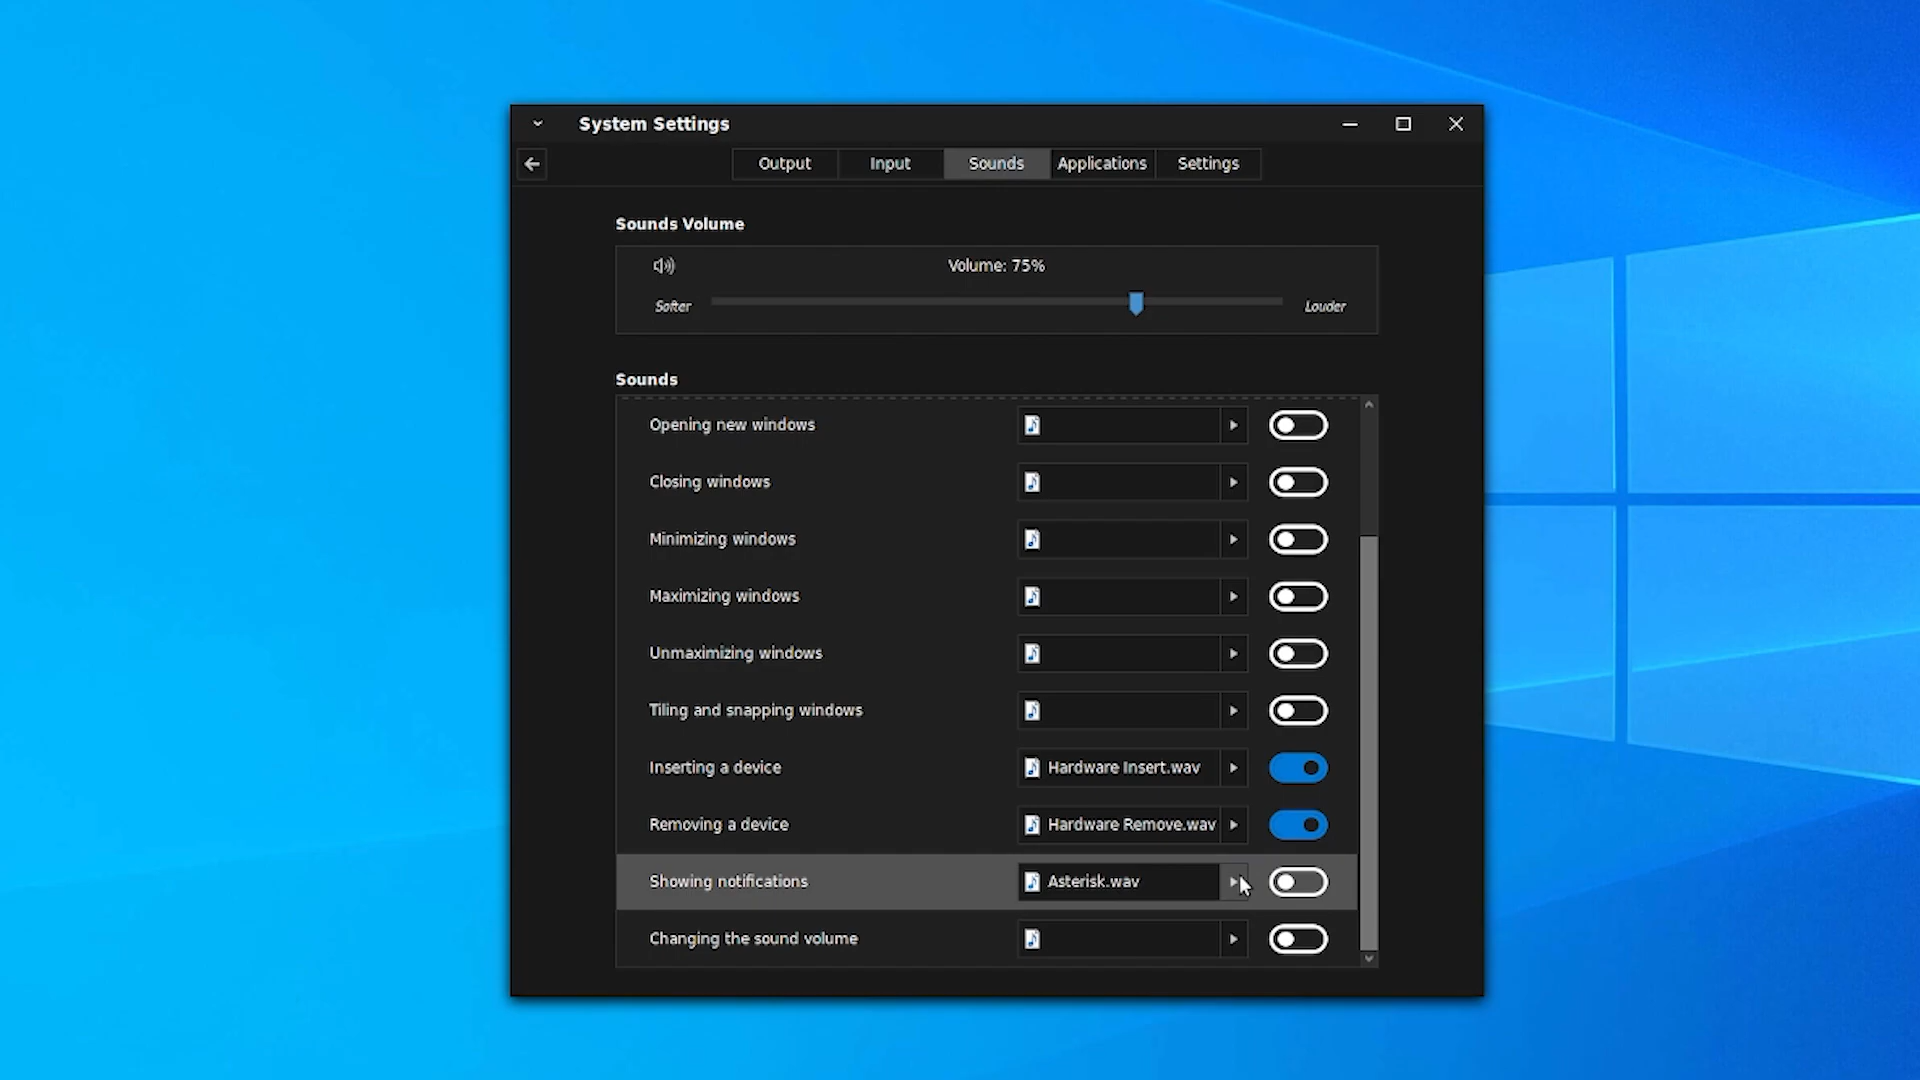 System Settings
Output Input Sounds Applications Settings
Sounds Volume
Volume: 75%
Softer Louder
Sounds
Opening new windows
Closing windows
Minimizing windows
Maximizing windows
Unmaximizing windows
Tiling and snapping windows
Inserting a device Hardware Insert.wav
Removing a device Hardware Remove.wav
Showing notifications Asterisk.wav
Changing the sound volume